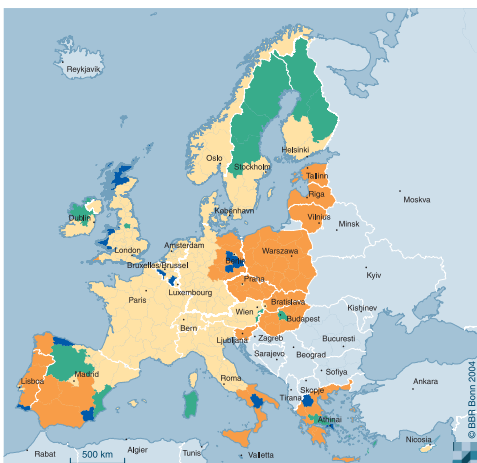 Reykjavik
Oslo
Helsinki
Stockholm
Tallinn
Riga
Moskva
København
Vilnius
Minsk
Dublin
London
Amsterdam
Berlin
Warszawa
Bruxelles/Brussel
Praha
Kyiv
Luxembourg
Paris
Bratislava
Wien
Budapest
Kishinev
Bern
Ljubljana
Zagreb
Bucuresti
Sarajevo
Beograd
Sofiya
Madrid
Roma
Skopje
Tirana
Ankara
Lisboa
Athinai
Nicosia
Rabat
500 km
Algier
Tunis
Valletta
© BBR Bonn 2004